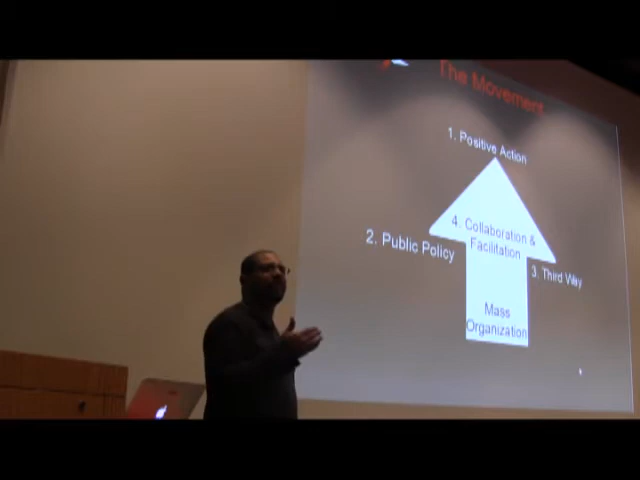 The Movement
1. Positive Action
4. Collaboration &
Facilitation
2. Public Policy
3. Third Way
Mass
Organization